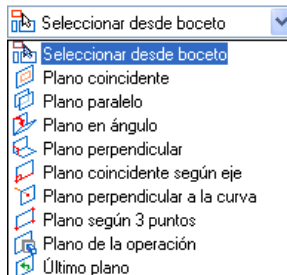 Seleccionar desde boceto
Seleccionar desde boceto
Plano coincidente
Plano paralelo
Plano en ángulo
Plano perpendicular
Plano coincidente según eje
Plano perpendicular a la curva
Plano según 3 puntos
Plano de la operación
Último plano